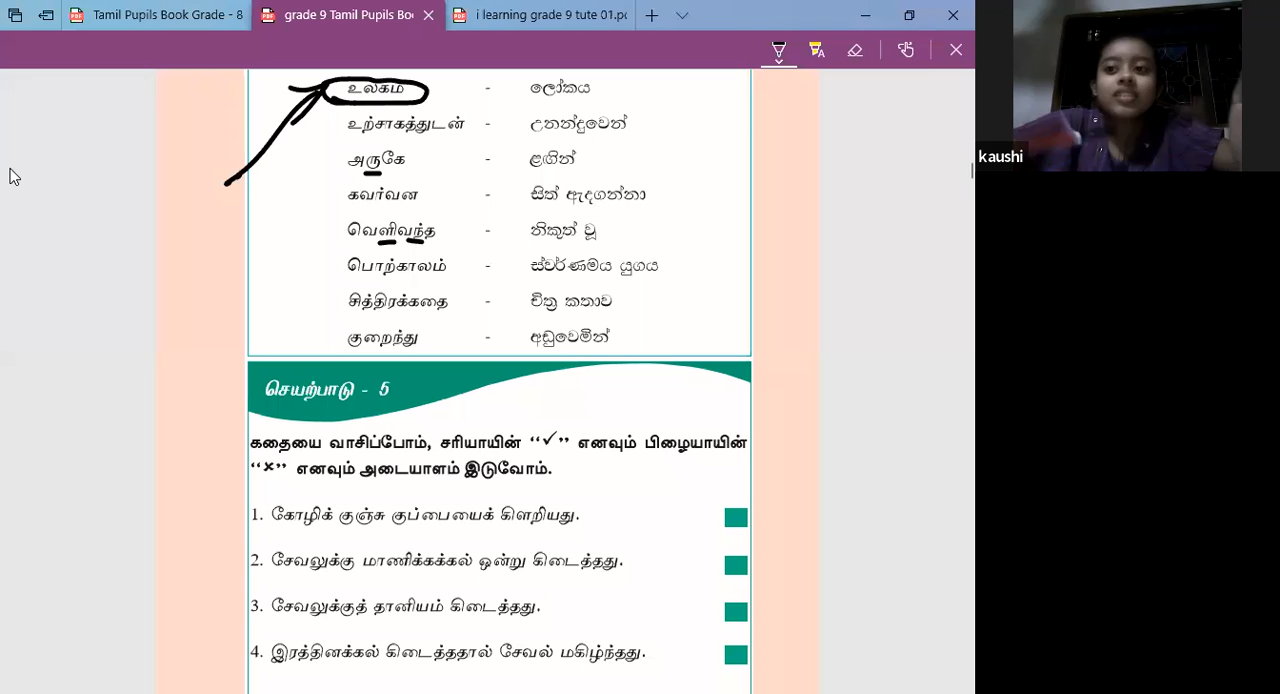 Tamil Pupils Book Grade - 8
grade 9 Tamil Pupils Bo
i learning grade 9 tute 01.p
kaushi
உலகம் - ලෝකය
உற்சாகத்துடன் - උනන්දුවෙන්
அருகே - ළඟින්
கவர்வன - සිත් ඇදගන්නා
வெளிவந்த - නිකුත් වූ
பொற்காலம் - ස්වර්ණමය යුගය
சித்திரக்கதை - චිත්‍ර කතාව
குறைந்து - අඩුවෙමින්
செயற்பாடு - 5
கதையை வாசிப்போம், சரியாயின் “✓” எனவும் பிழையாயின்
“×” எனவும் அடையாளம் இடுவோம்.
1. கோழிக் குஞ்சு குப்பையைக் கிளறியது.
2. சேவலுக்கு மாணிக்கக்கல் ஒன்று கிடைத்தது.
3. சேவலுக்குத் தானியம் கிடைத்தது.
4. இரத்தினக்கல் கிடைத்ததால் சேவல் மகிழ்ந்தது.